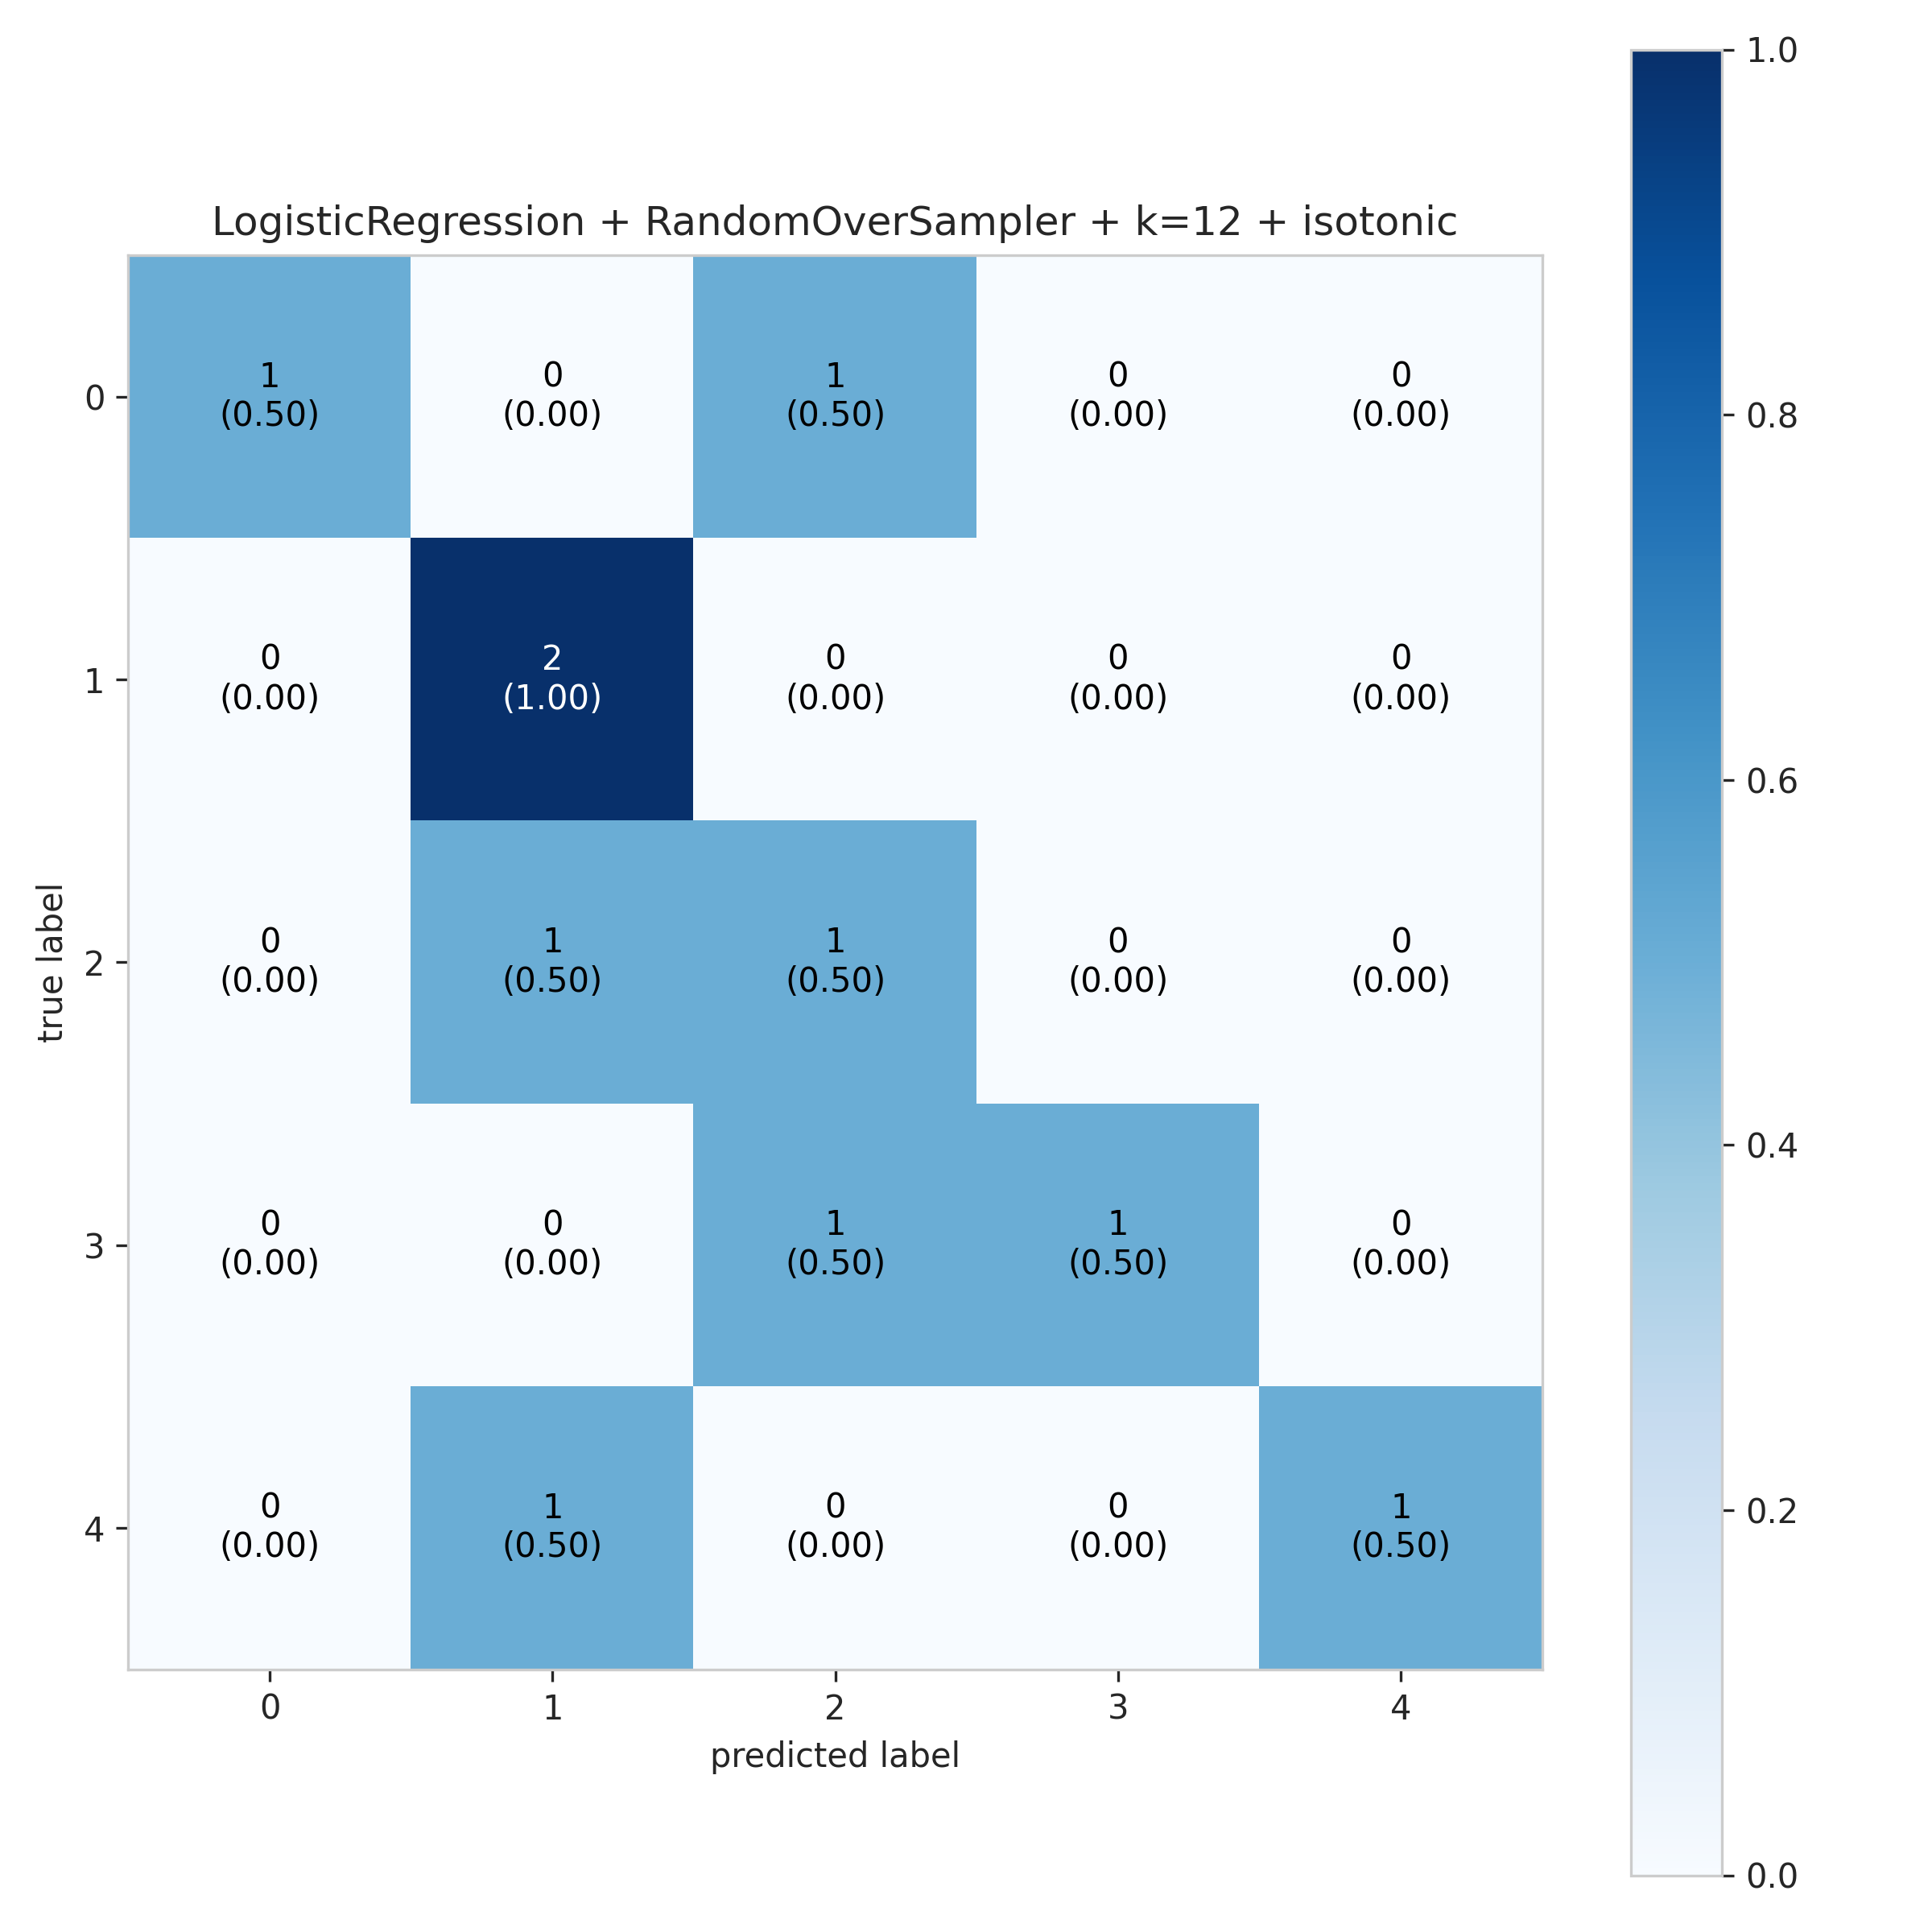 LogisticRegression + RandomOverSampler + k=12 + isotonic
true label
0
1 0 1 0 0
(0.50) (0.00) (0.50) (0.00) (0.00)
1
0 2 0 0 0
(0.00) (1.00) (0.00) (0.00) (0.00)
2
0 1 1 0 0
(0.00) (0.50) (0.50) (0.00) (0.00)
3
0 0 1 1 0
(0.00) (0.00) (0.50) (0.50) (0.00)
4
0 1 0 0 1
(0.00) (0.50) (0.00) (0.00) (0.50)
0 1 2 3 4
predicted label
1.0
0.8
0.6
0.4
0.2
0.0